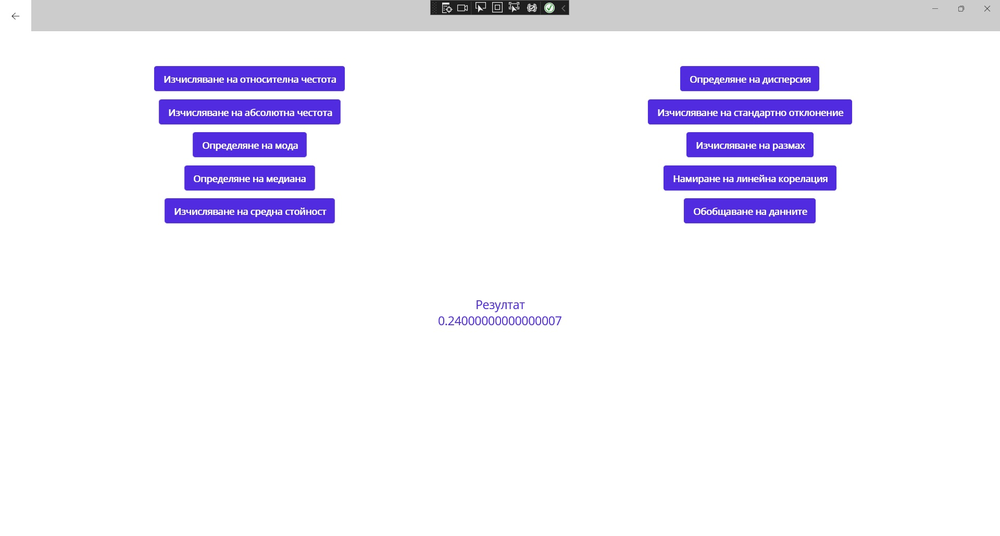 Изчисляване на относителна честота
Изчисляване на абсолютна честота
Определяне на мода
Определяне на медиана
Изчисляване на средна стойност
Определяне на дисперсия
Изчисляване на стандартно отклонение
Изчисляване на размах
Намиране на линейна корелация
Обобщаване на данните
Резултат
0.24000000000000007